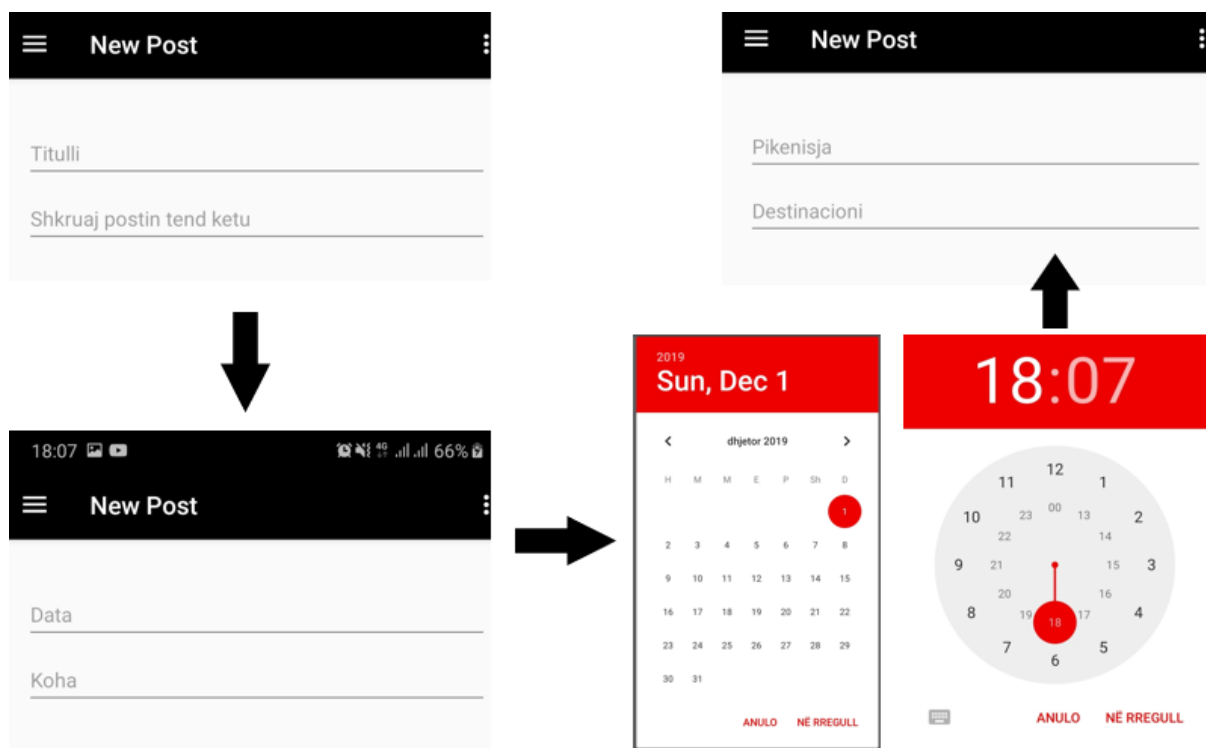 New Post
Titulli
Shkruaj postin tend ketu
18:07 4G 66%
New Post
Data
Koha
2019
Sun, Dec 1
dhjetor 2019
H M M E P Sh D
1
2 3 4 5 6 7 8
9 10 11 12 13 14 15
16 17 18 19 20 21 22
23 24 25 26 27 28 29
30 31
ANULO NË RREGULL
18:07
12
11 1
00
23 13
10 2
22 14
9 21 15 3
20 16
8 19 18 17 4
7 5
6
ANULO NË RREGULL
New Post
Pikenisja
Destinacioni